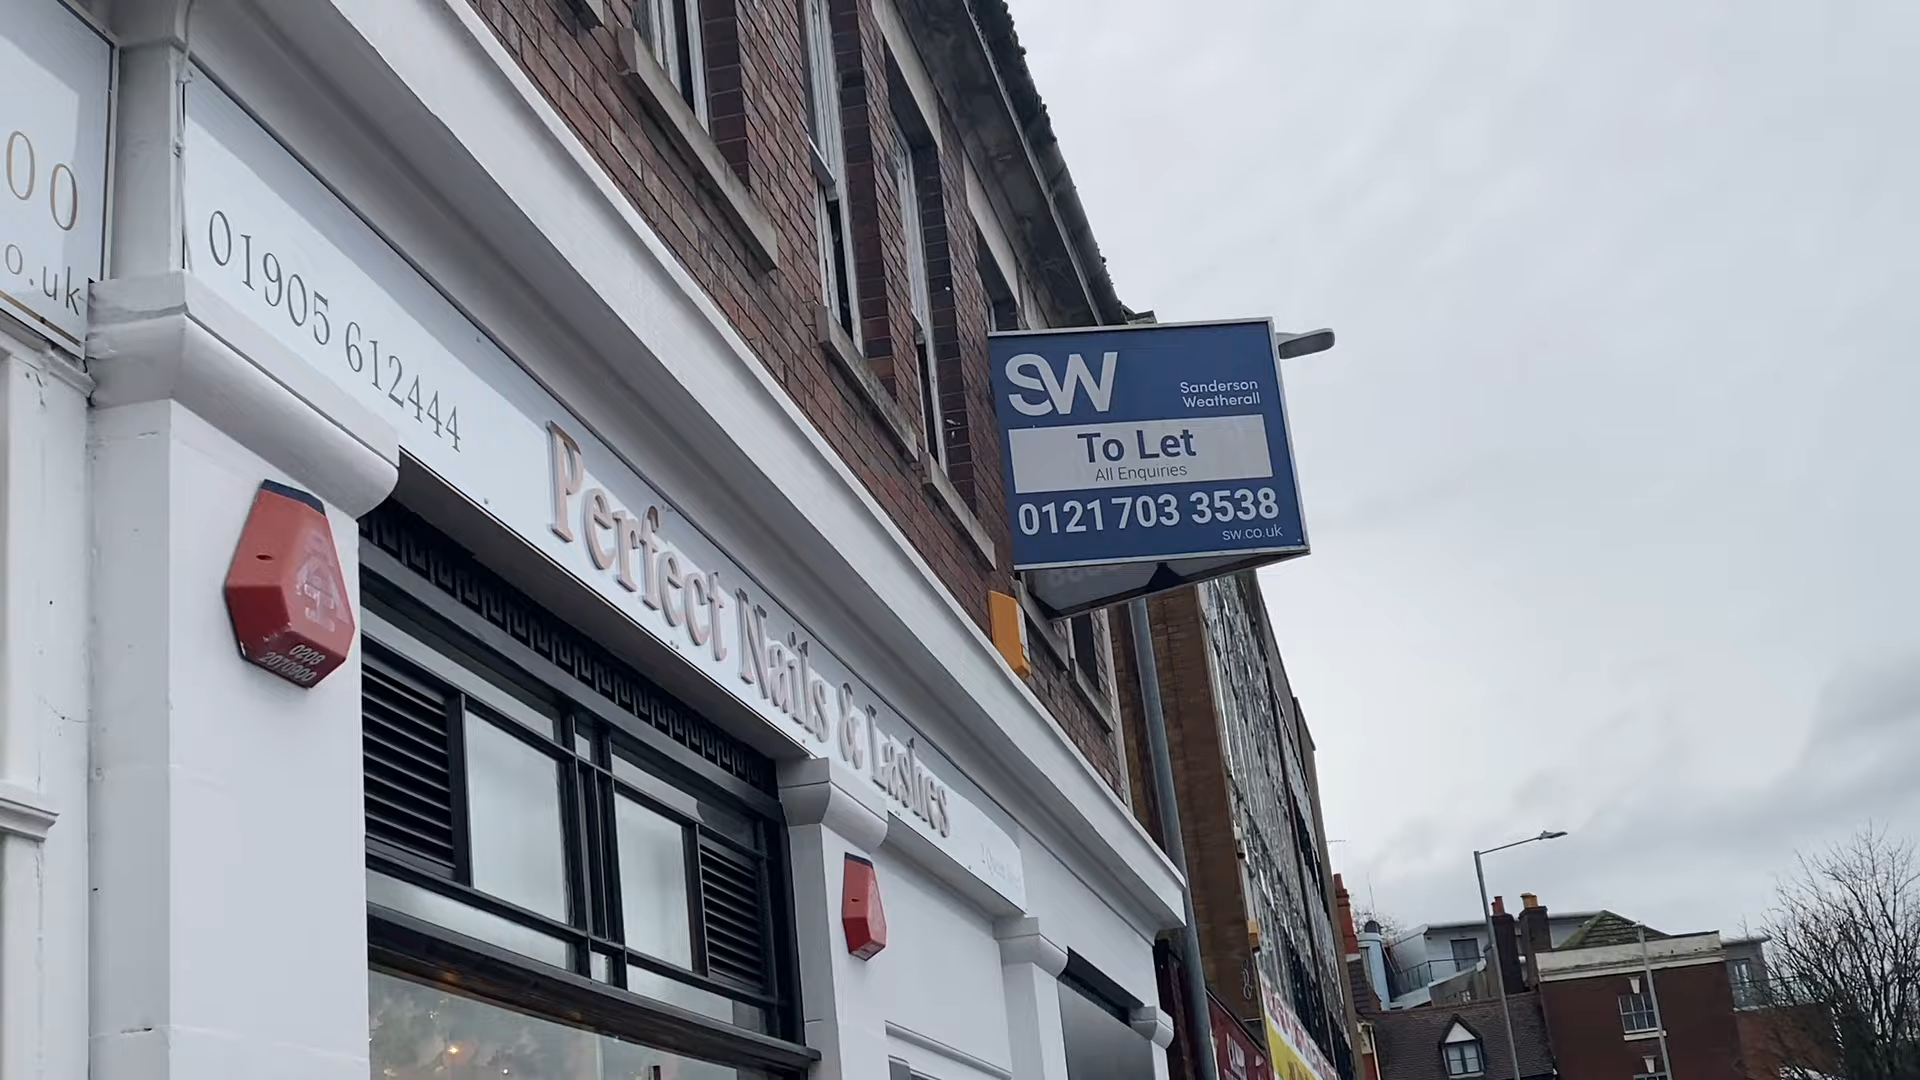 00
o.uk
01905 612444
Perfect Nails & Lashes
SW
Sanderson
Weatherall
To Let
All Enquiries
0121 703 3538
sw.co.uk
0208